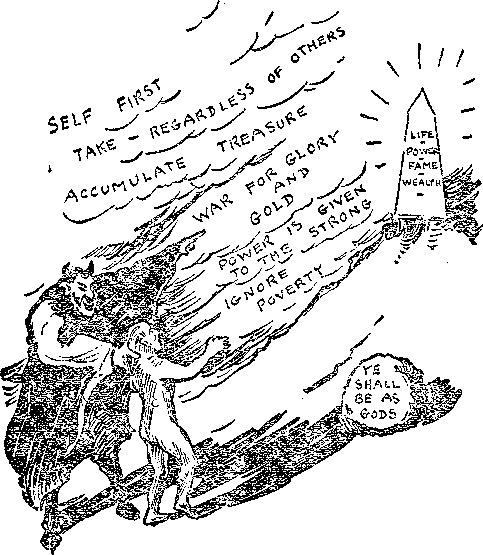 SELF FIRST
TAKE - REGARDLESS OF OTHERS
ACCUMULATE TREASURE
WAR FOR GLORY
AND
GOLD
POWER IS GIVEN
TO THE STRONG
IGNORE
POVERTY
LIFE
POWER
FAME
WEALTH
YE
SHALL
BE AS
GODS